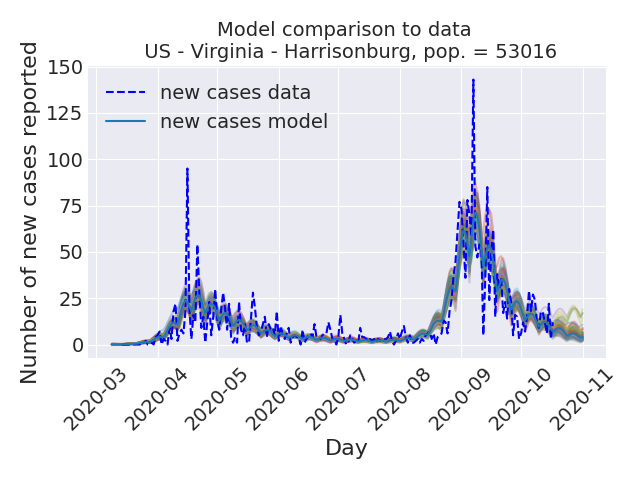 Model comparison to data
US - Virginia - Harrisonburg, pop. = 53016
new cases data
new cases model
Number of new cases reported
150
125
100
75
50
25
0
2020-03
2020-04
2020-05
2020-06
2020-07
2020-08
2020-09
2020-10
2020-11
Day